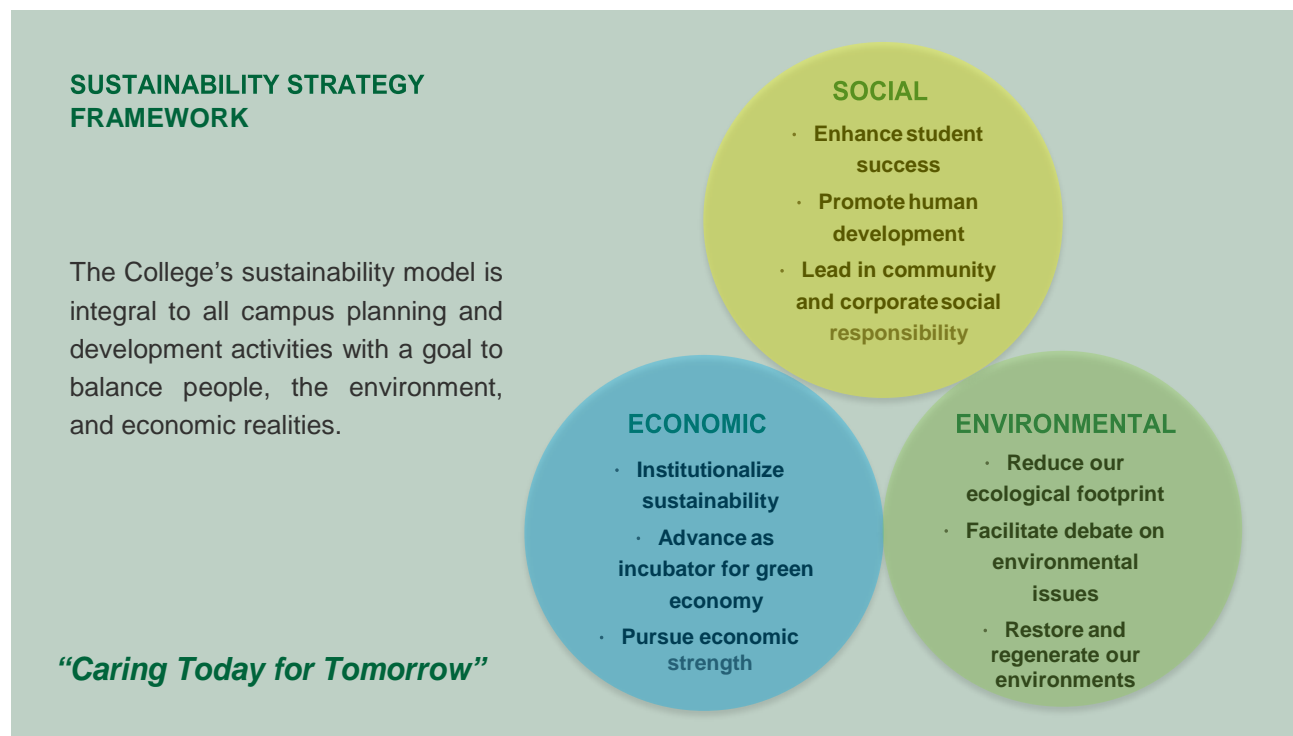 SUSTAINABILITY STRATEGY
FRAMEWORK
The College’s sustainability model is
integral to all campus planning and
development activities with a goal to
balance people, the environment,
and economic realities.
“Caring Today for Tomorrow”
SOCIAL
· Enhance student
success
· Promote human
development
· Lead in community
and corporate social
responsibility
ECONOMIC
· Institutionalize
sustainability
· Advance as
incubator for green
economy
· Pursue economic
strength
ENVIRONMENTAL
· Reduce our
ecological footprint
· Facilitate debate on
environmental
issues
· Restore and
regenerate our
environments